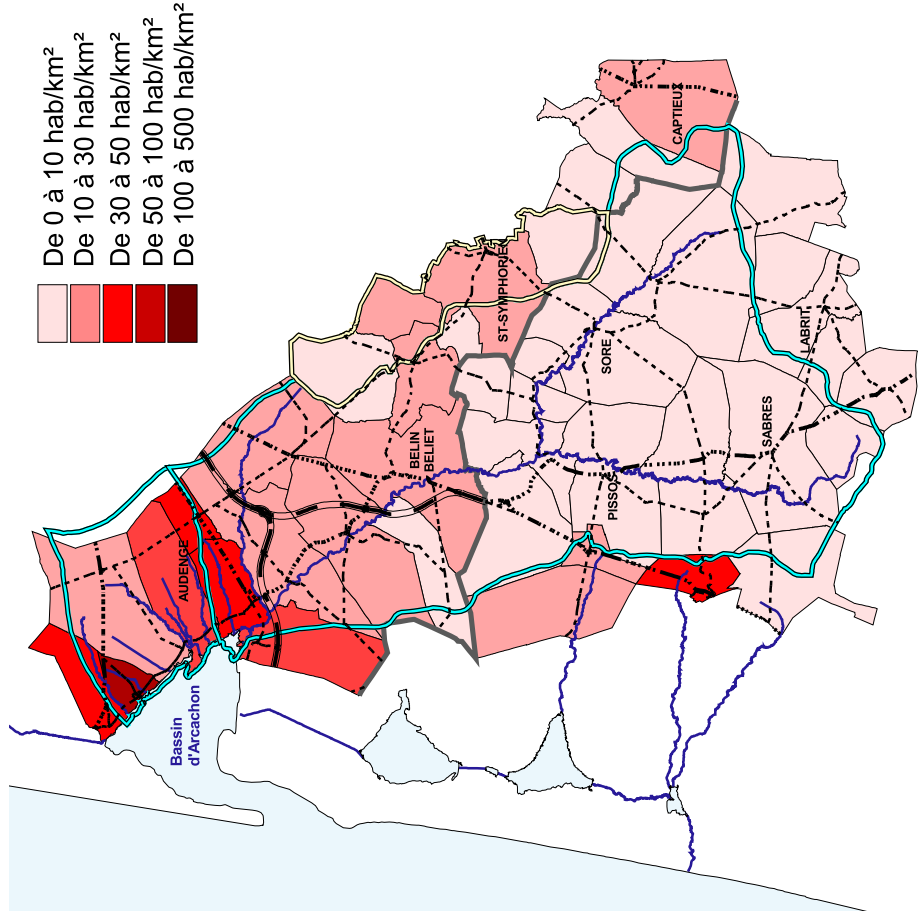 De 0 à 10 hab/km²
De 10 à 30 hab/km²
De 30 à 50 hab/km²
De 50 à 100 hab/km²
De 100 à 500 hab/km²
CAPTIEUX
ST-SYMPHORIEN
SORE
LABRIT
SABRES
BELIN
BELIET
PISSOS
AUDENGE
Bassin
d'Arcachon